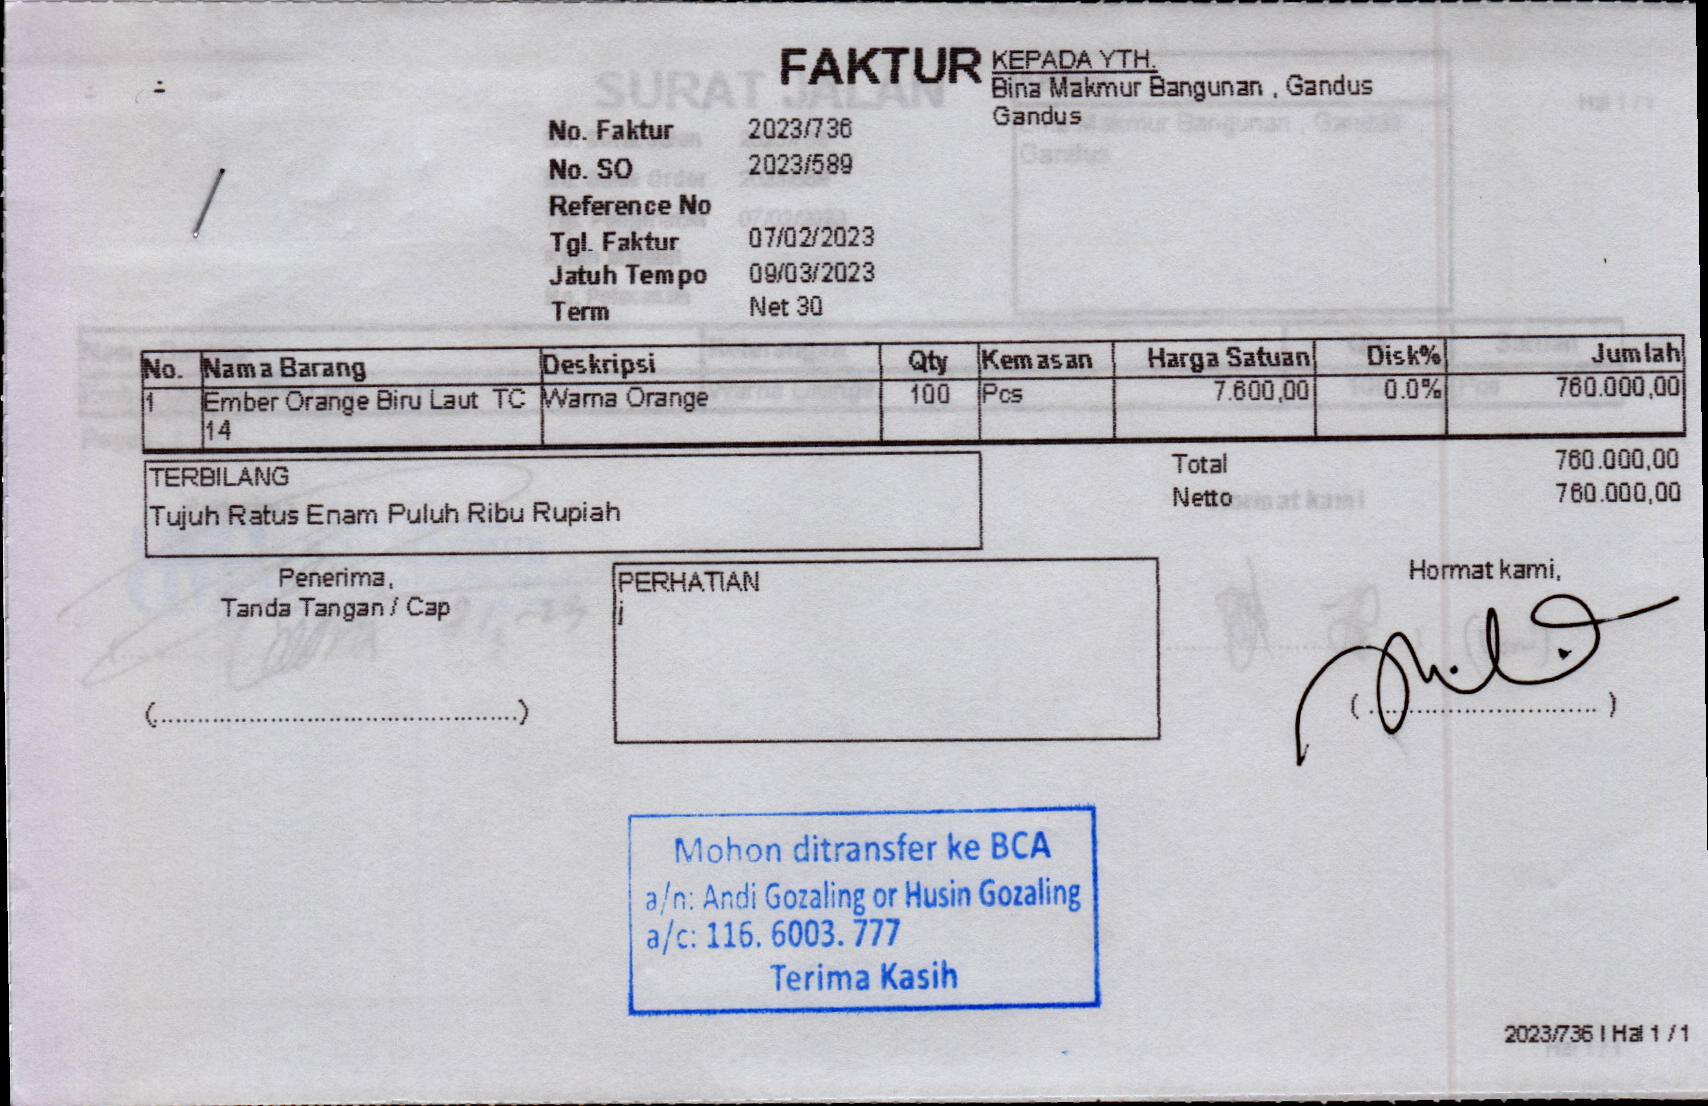 FAKTUR
KEPADA YTH.
Bina Makmur Bangunan , Gandus
Gandus
No. Faktur 2023/736
No. SO 2023/589
Reference No
Tgl. Faktur 07/02/2023
Jatuh Tempo 09/03/2023
Term Net 30
No. Nama Barang Deskripsi Qty Kemasan Harga Satuan Disk% Jumlah
1 Ember Orange Biru Laut TC Warna Orange 100 Pcs 7.600,00 0.0% 760.000,00
14
TERBILANG
Tujuh Ratus Enam Puluh Ribu Rupiah
Total 760.000,00
Netto 760.000,00
Penerima,
Tanda Tangan / Cap
(................................................)
PERHATIAN
i
Hormat kami,
(..............................)
Mohon ditransfer ke BCA
a/n: Andi Gozaling or Husin Gozaling
a/c: 116. 6003. 777
Terima Kasih
2023/736 | Hal 1 / 1